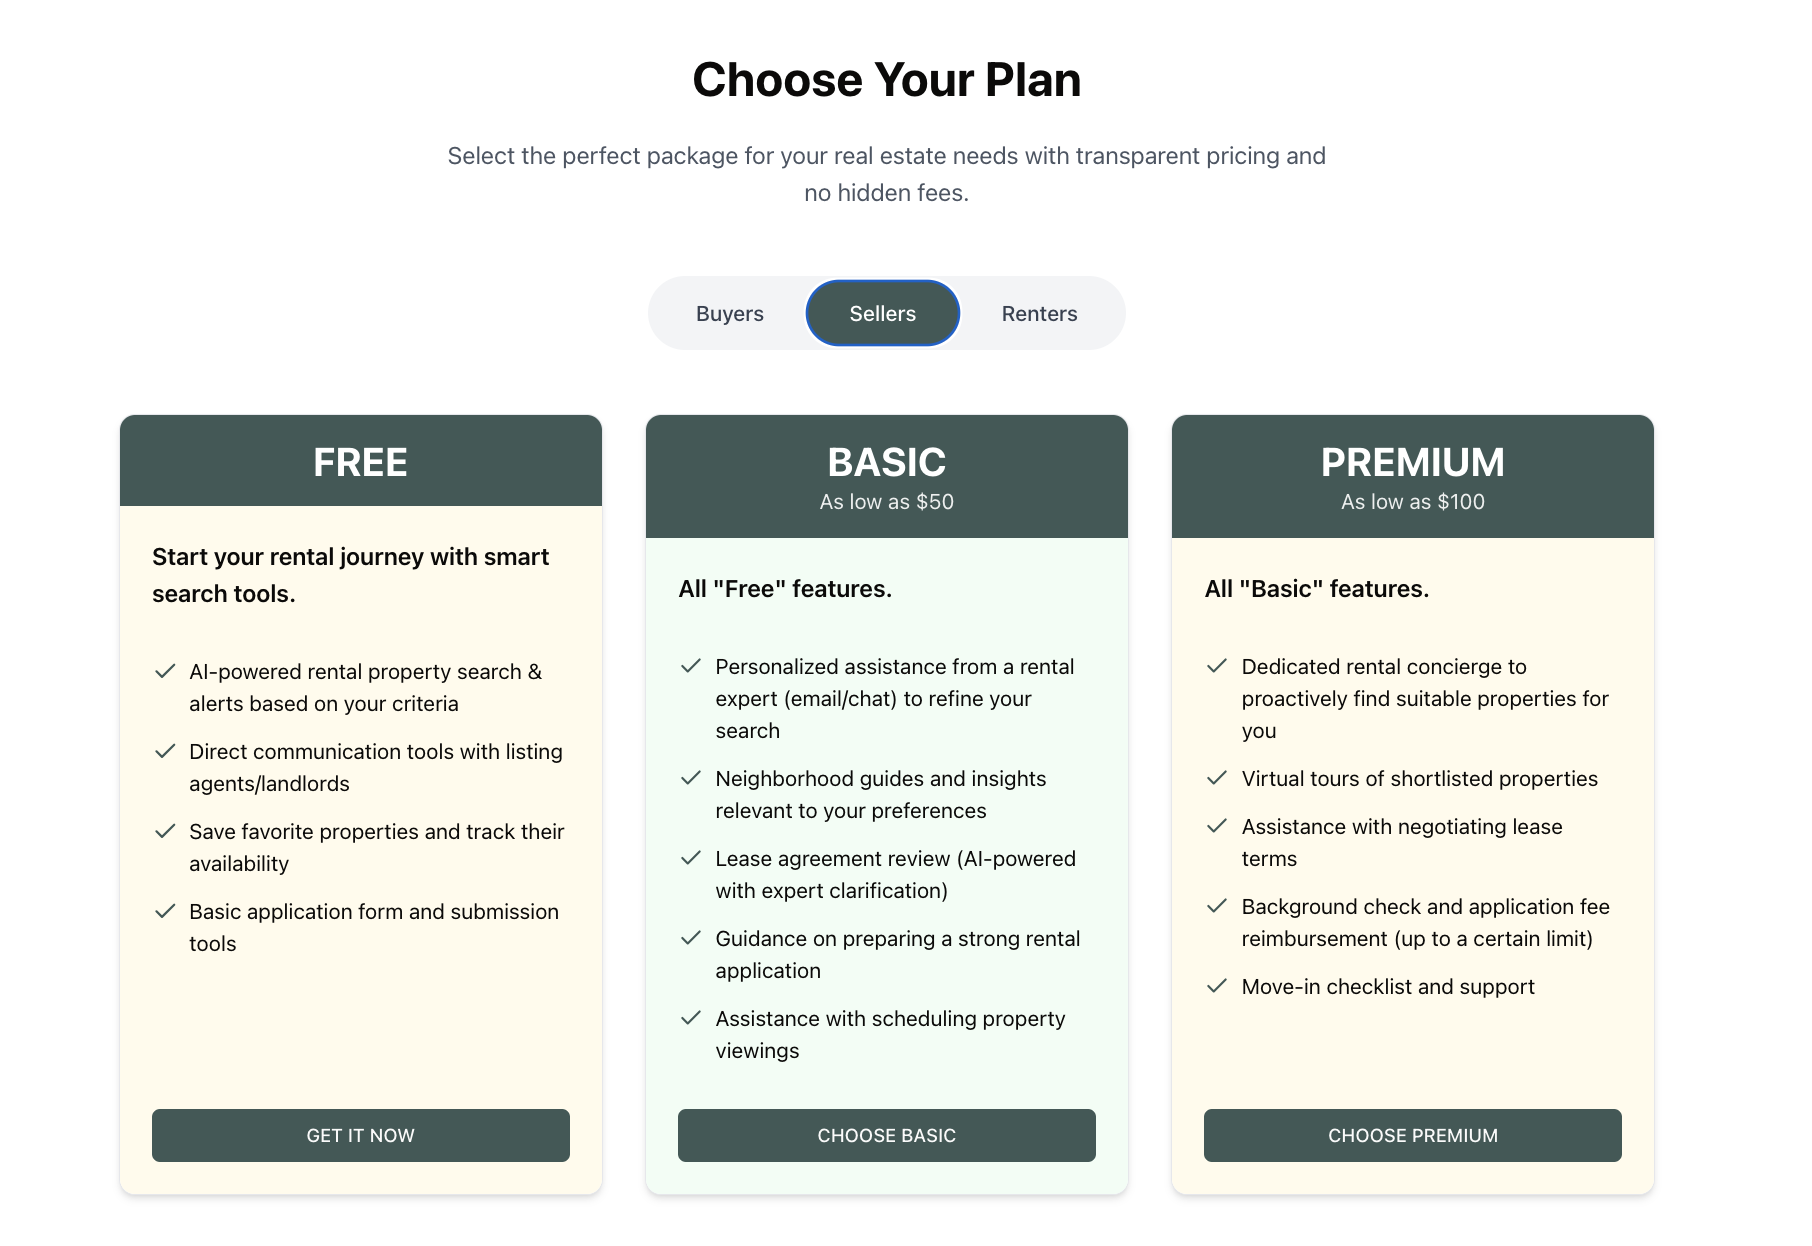 Choose Your Plan
Select the perfect package for your real estate needs with transparent pricing and
no hidden fees.
Buyers
Sellers
Renters
FREE
Start your rental journey with smart
search tools.
AI-powered rental property search &
alerts based on your criteria
Direct communication tools with listing
agents/landlords
Save favorite properties and track their
availability
Basic application form and submission
tools
GET IT NOW
BASIC
As low as $50
All "Free" features.
Personalized assistance from a rental
expert (email/chat) to refine your
search
Neighborhood guides and insights
relevant to your preferences
Lease agreement review (AI-powered
with expert clarification)
Guidance on preparing a strong rental
application
Assistance with scheduling property
viewings
CHOOSE BASIC
PREMIUM
As low as $100
All "Basic" features.
Dedicated rental concierge to
proactively find suitable properties for
you
Virtual tours of shortlisted properties
Assistance with negotiating lease
terms
Background check and application fee
reimbursement (up to a certain limit)
Move-in checklist and support
CHOOSE PREMIUM